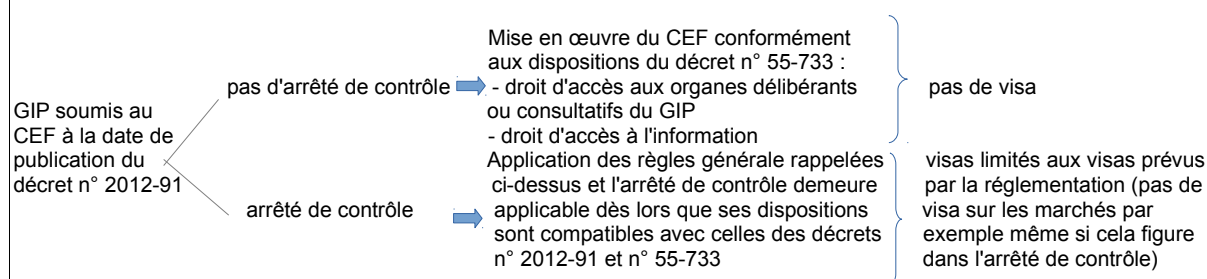 GIP soumis au
CEF à la date de
publication du
décret n° 2012-91
pas d'arrêté de contrôle
Mise en œuvre du CEF conformément
aux dispositions du décret n° 55-733 :
- droit d'accès aux organes délibérants
ou consultatifs du GIP
- droit d'accès à l'information
pas de visa
arrêté de contrôle
Application des règles générale rappelées
ci-dessus et l'arrêté de contrôle demeure
applicable dès lors que ses dispositions
sont compatibles avec celles des décrets
n° 2012-91 et n° 55-733
visas limités aux visas prévus
par la réglementation (pas de
visa sur les marchés par
exemple même si cela figure
dans l'arrêté de contrôle)